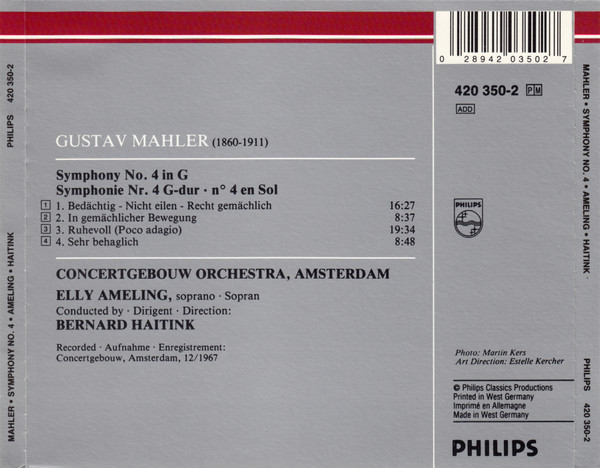 MAHLER • SYMPHONY NO. 4 • AMELING • HAITINK
PHILIPS 420 350-2
0 28942 03502 7
420 350-2 PM
ADD
GUSTAV MAHLER (1860-1911)
Symphony No. 4 in G
Symphonie Nr. 4 G-dur · n° 4 en Sol
1 1. Bedächtig - Nicht eilen - Recht gemächlich 16:27
2 2. In gemächlicher Bewegung 8:37
3 3. Ruhevoll (Poco adagio) 19:34
4 4. Sehr behaglich 8:48
CONCERTGEBOUW ORCHESTRA, AMSTERDAM
ELLY AMELING, soprano · Sopran
Conducted by · Dirigent · Direction:
BERNARD HAITINK
Recorded · Aufnahme · Enregistrement:
Concertgebouw, Amsterdam, 12/1967
PHILIPS
Photo: Martin Kers
Art Direction: Estelle Kercher
© Philips Classics Productions
Printed in West Germany
Imprimé en Allemagne
Made in West Germany
PHILIPS
MAHLER • SYMPHONY NO. 4 • AMELING • HAITINK ·
PHILIPS 420 350-2